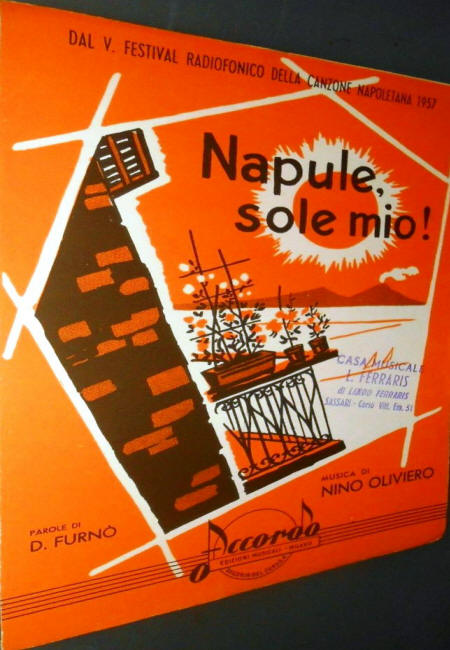 DAL V. FESTIVAL RADIOFONICO DELLA CANZONE NAPOLETANA 1957
Napule,
sole mio!
CASA MUSICALE
L. FERRARIS
di LINDO FERRARIS
SASSARI - Corso Vitt. Em. 51
PAROLE DI
D. FURNÒ
MUSICA DI
NINO OLIVIERO
Accordo
EDIZIONI MUSICALI - MILANO